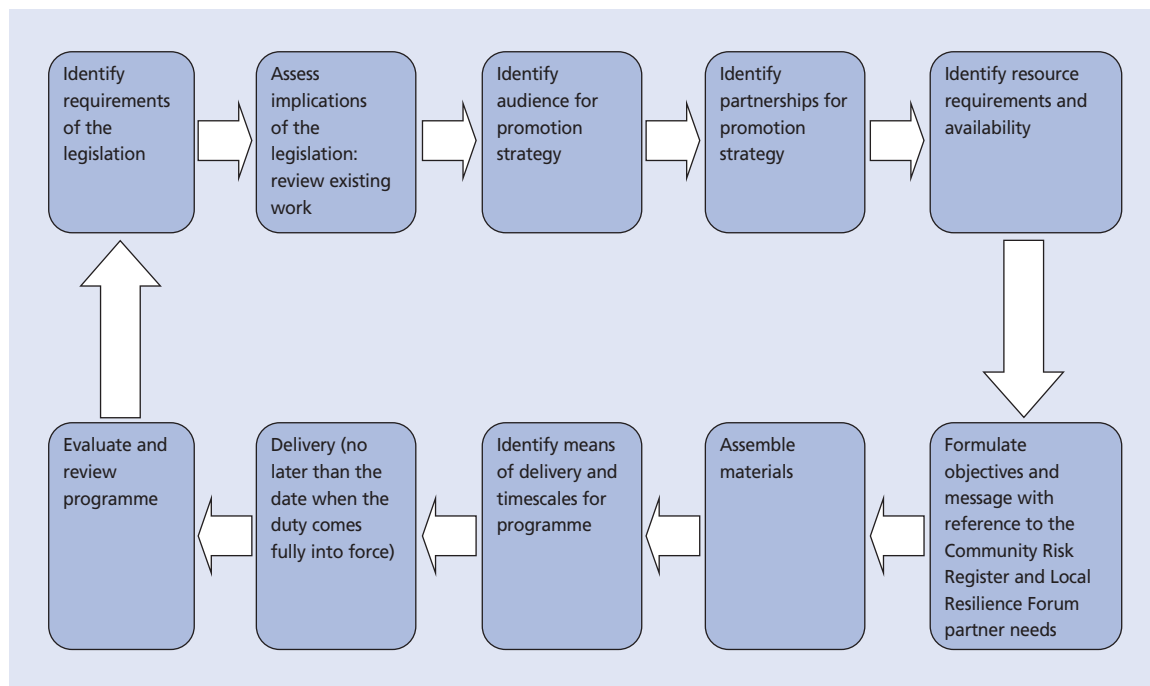 Identify
requirements
of the
legislation
Assess
implications
of the
legislation:
review existing
work
Identify
audience for
promotion
strategy
Identify
partnerships for
promotion
strategy
Identify resource
requirements and
availability
Formulate
objectives and
message with
reference to the
Community Risk
Register and Local
Resilience Forum
partner needs
Assemble
materials
Identify means
of delivery and
timescales for
programme
Delivery (no
later than the
date when the
duty comes
fully into force)
Evaluate and
review
programme